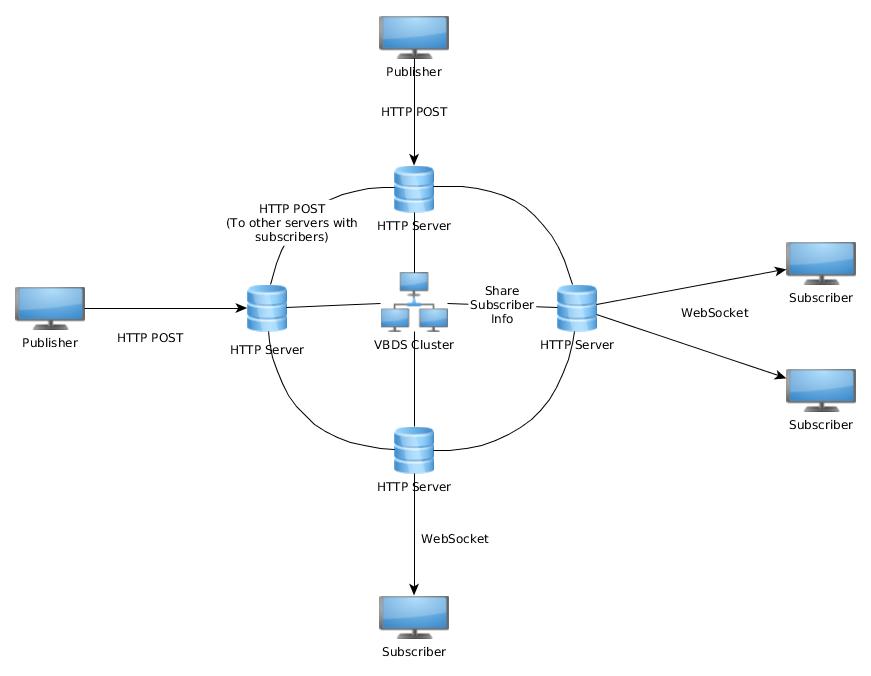 Publisher
HTTP POST
HTTP POST
(To other servers with
subscribers)
HTTP Server
Share
Subscriber
Info
Subscriber
WebSocket
Publisher
HTTP POST
HTTP Server
VBDS Cluster
HTTP Server
Subscriber
HTTP Server
WebSocket
Subscriber